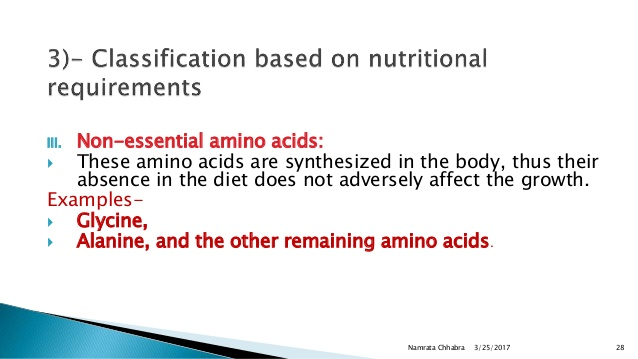 3)- Classification based on nutritional
requirements
III. Non-essential amino acids:
These amino acids are synthesized in the body, thus their
absence in the diet does not adversely affect the growth.
Examples-
Glycine,
Alanine, and the other remaining amino acids.
Namrata Chhabra 3/25/2017 28